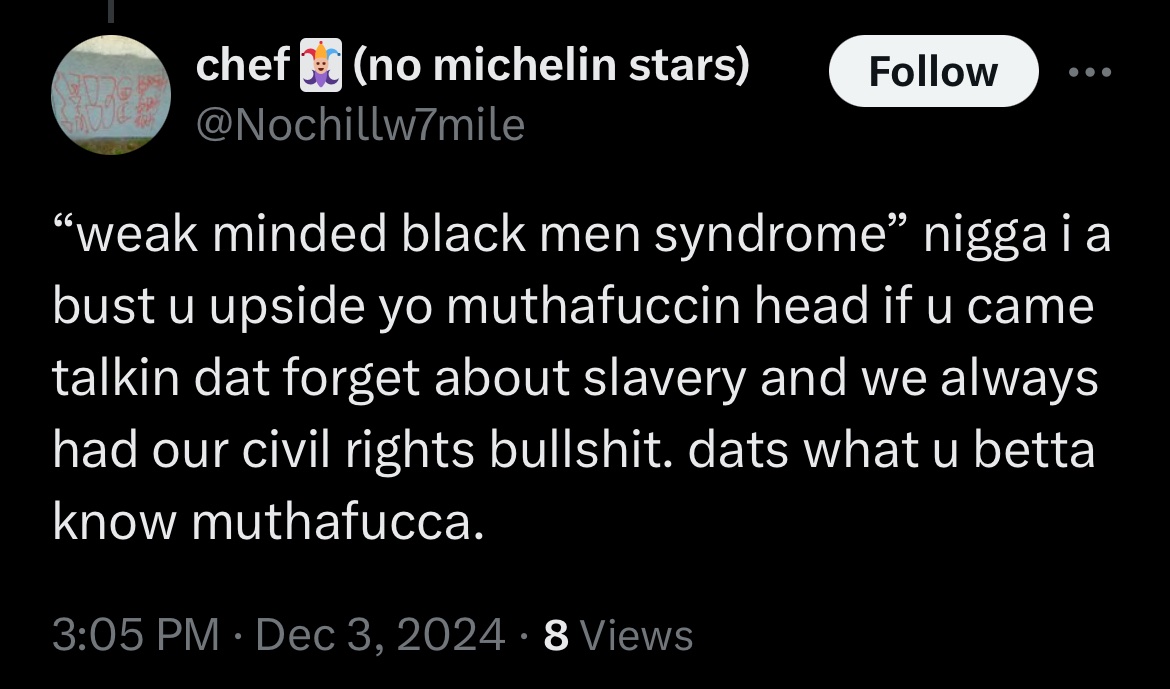 chef🃏(no michelin stars)
Follow
@Nochillw7mile
“weak minded black men syndrome” nigga i a
bust u upside yo muthafuccin head if u came
talkin dat forget about slavery and we always
had our civil rights bullshit. dats what u betta
know muthafucca.
3:05 PM · Dec 3, 2024 · 8 Views